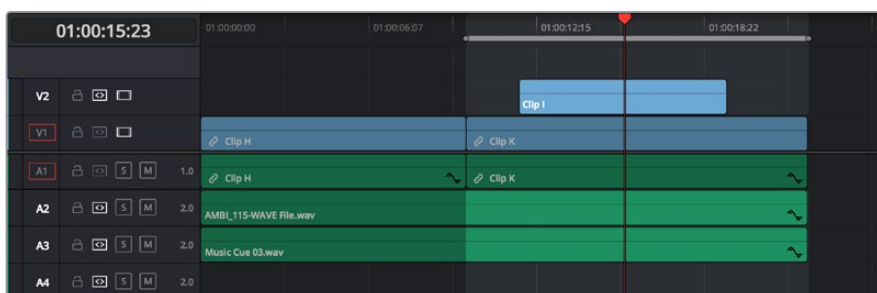 01:00:15:23 01:00:00:00 01:00:06:07 01:00:12:15 01:00:18:22
V2 Clip I
V1 Clip H Clip K
A1 S M 1.0 Clip H Clip K
A2 S M 2.0 AMBI_115-WAVE File.wav
A3 S M 2.0 Music Cue 03.wav
A4 S M 2.0